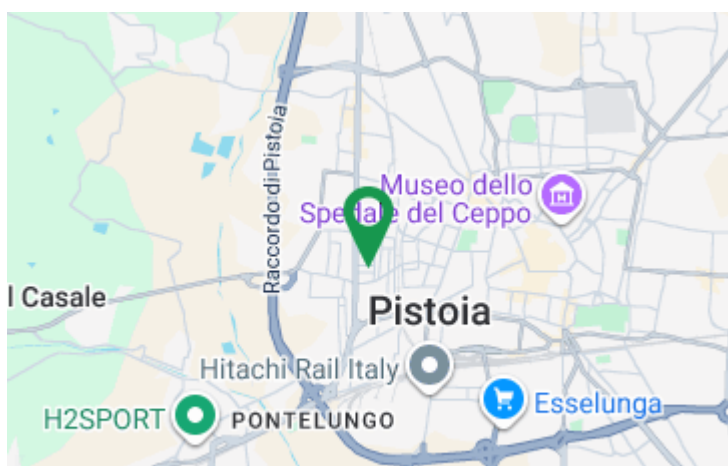 Raccordo di Pistoia
Museo dello
Spedale del Ceppo
l Casale
Pistoia
Hitachi Rail Italy
Esselunga
H2SPORT
PONTELUNGO